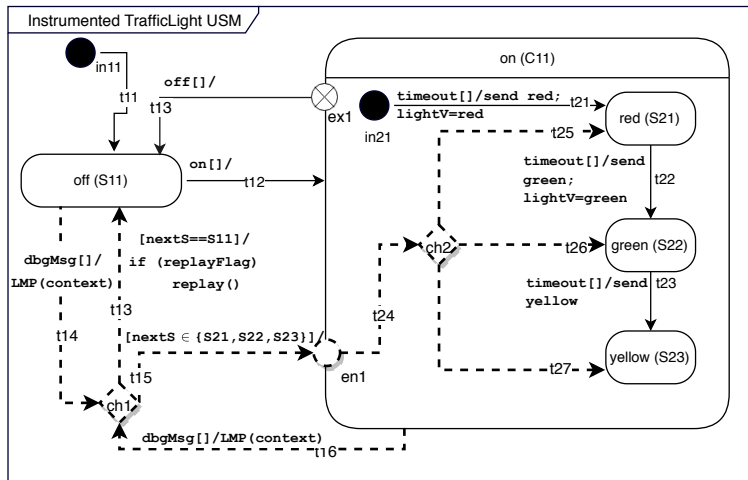 Instrumented TrafficLight USM
in11
t11
off[]/
t13
ex1
on (C11)
in21
timeout[]/send red;
lightV=red
t21
red (S21)
t25
off (S11)
on[]/
t12
timeout[]/send
green;
lightV=green
t22
dbgMsg[]/
LMP(context)
t14
[nextS==S11]/
if (replayFlag)
replay()
t13
ch2
t26
green (S22)
t24
timeout[]/send
yellow
t23
[nextS ∈ {S21,S22,S23}]/
t15
en1
t27
yellow (S23)
ch1
dbgMsg[]/LMP(context)
t16